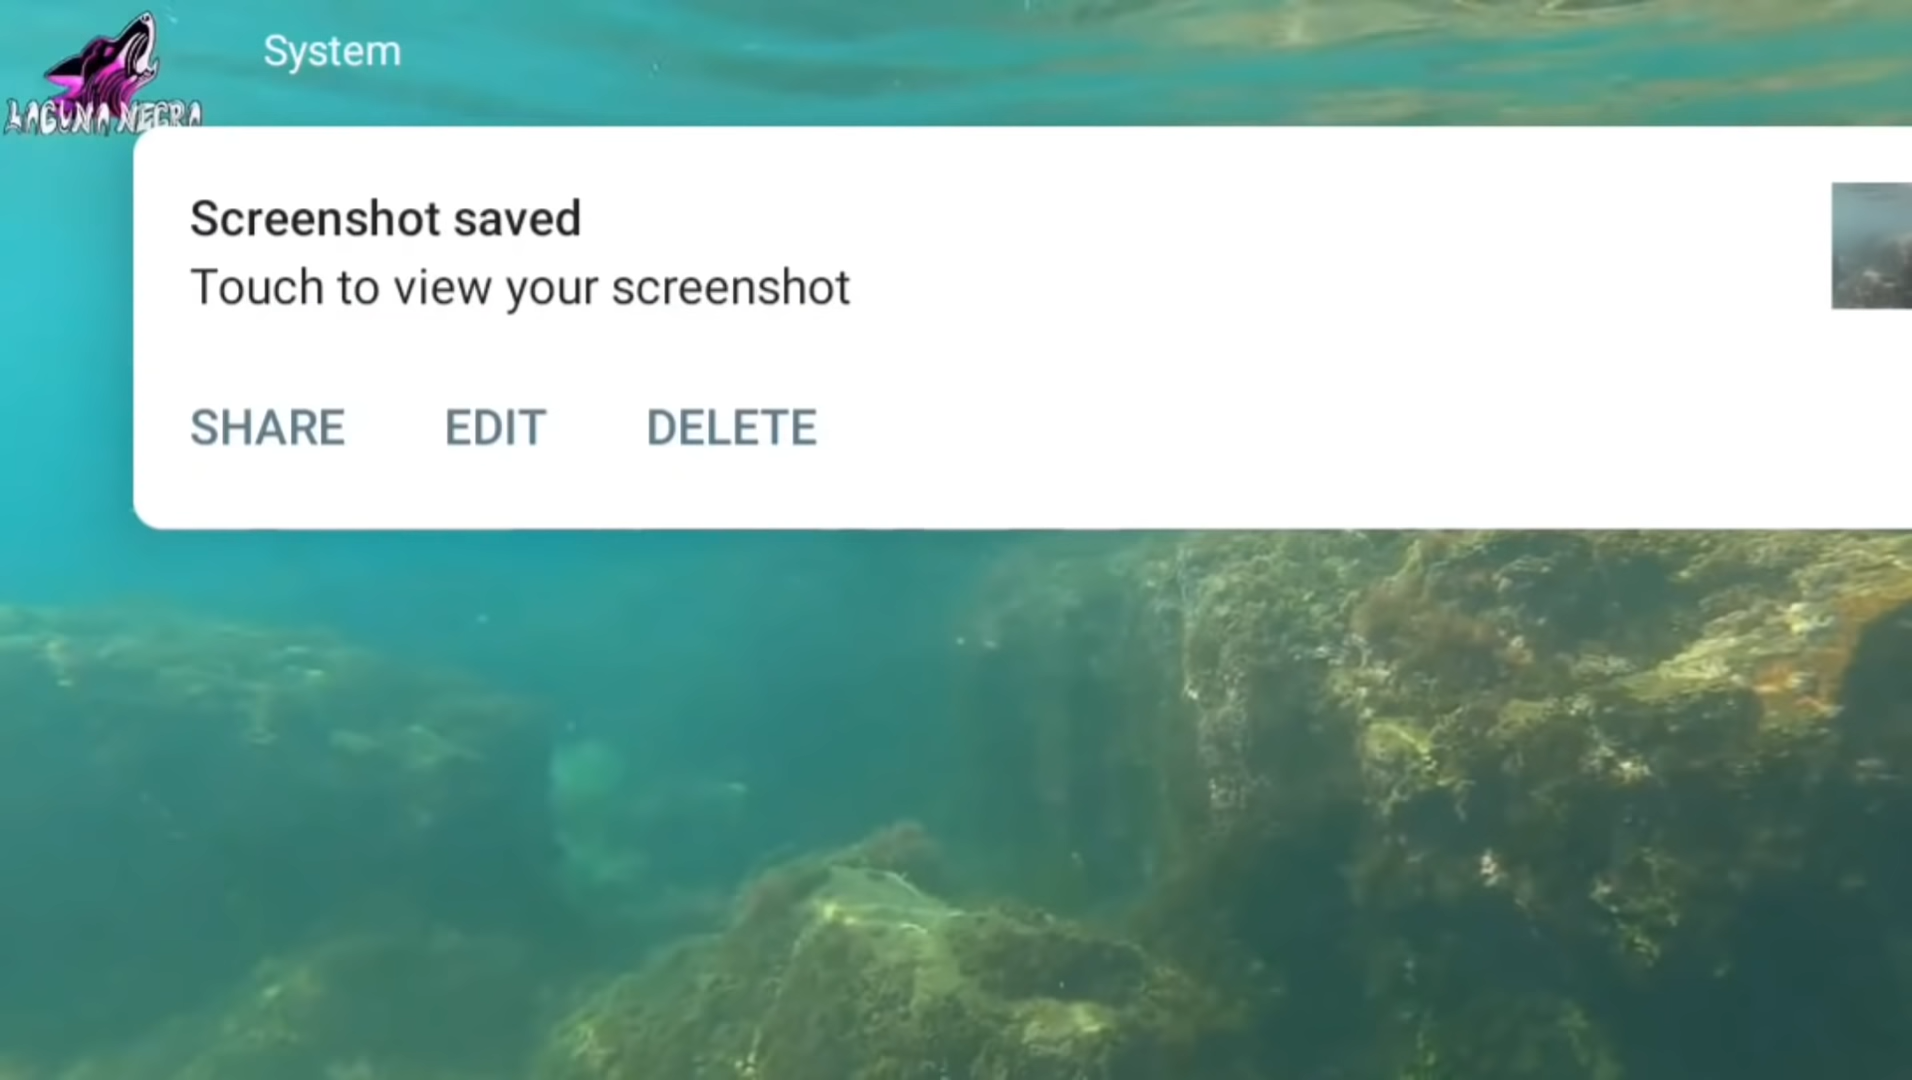 System
LAGUNA NEGRA
Screenshot saved
Touch to view your screenshot
SHARE EDIT DELETE